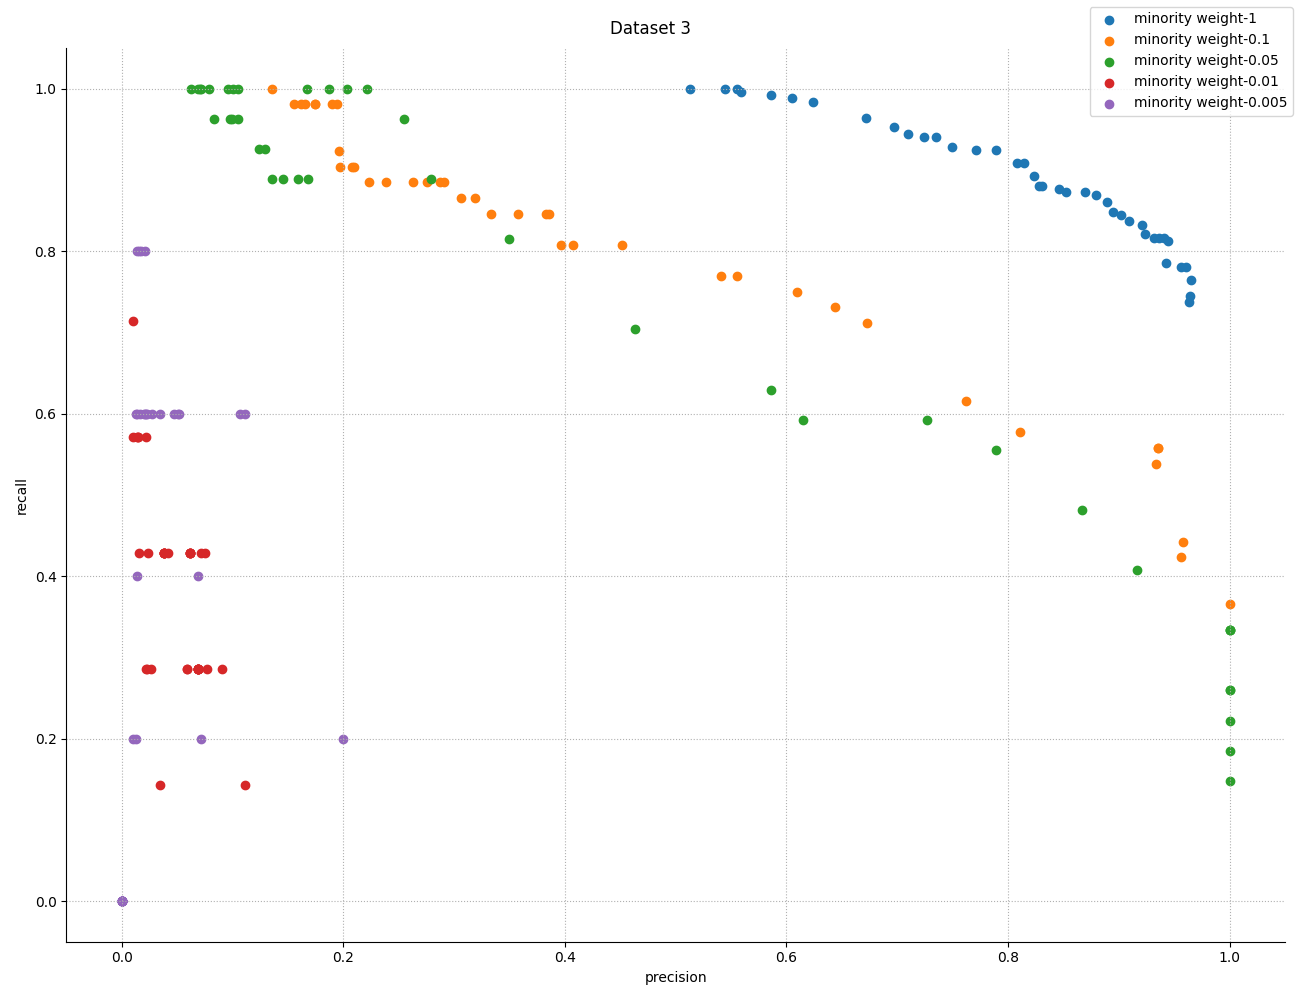 Dataset 3
minority weight-1
minority weight-0.1
minority weight-0.05
minority weight-0.01
minority weight-0.005
1.0
0.8
0.6
0.4
0.2
0.0
recall
0.0 0.2 0.4 0.6 0.8 1.0
precision